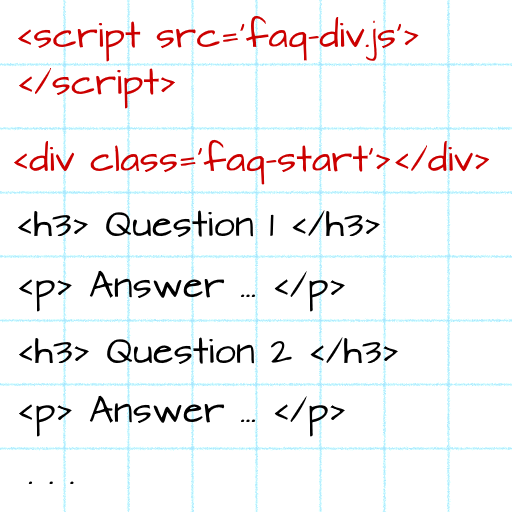 <script src='faq-div.js'>
</script>
<div class='faq-start'></div>
<h3> Question 1 </h3>
<p> Answer ... </p>
<h3> Question 2 </h3>
<p> Answer ... </p>
. . .